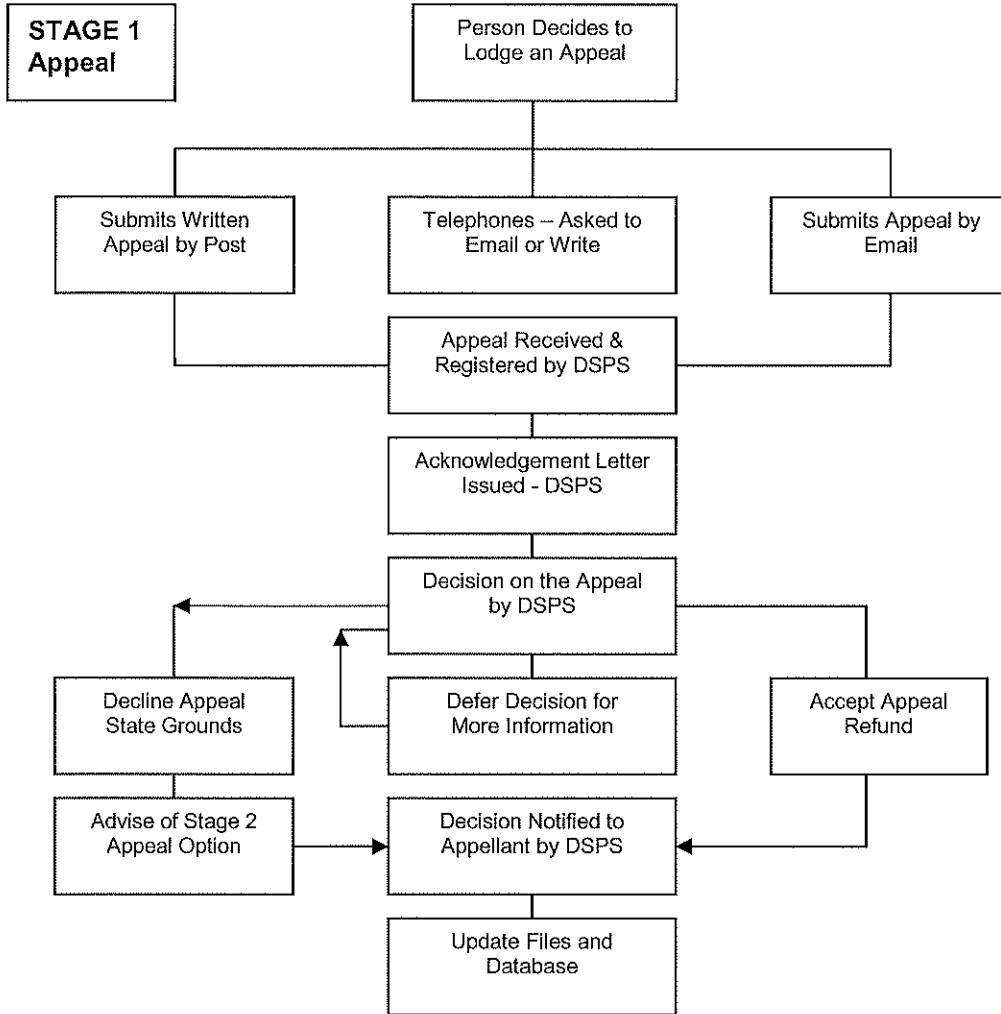 STAGE 1
Appeal
Person Decides to
Lodge an Appeal
Submits Written
Appeal by Post
Telephones – Asked to
Email or Write
Submits Appeal by
Email
Appeal Received &
Registered by DSPS
Acknowledgement Letter
Issued - DSPS
Decision on the Appeal
by DSPS
Decline Appeal
State Grounds
Defer Decision for
More Information
Accept Appeal
Refund
Advise of Stage 2
Appeal Option
Decision Notified to
Appellant by DSPS
Update Files and
Database